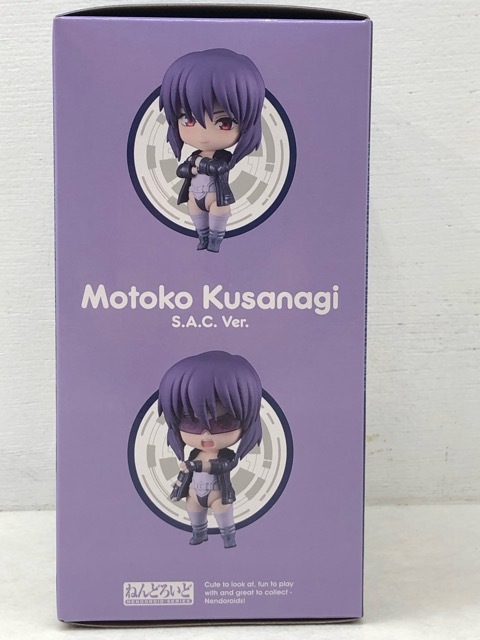 Motoko Kusanagi
S.A.C. Ver.
ねんどろいど
NENDOROID SERIES
Cute to look at, fun to play
with and great to collect -
Nendoroids!